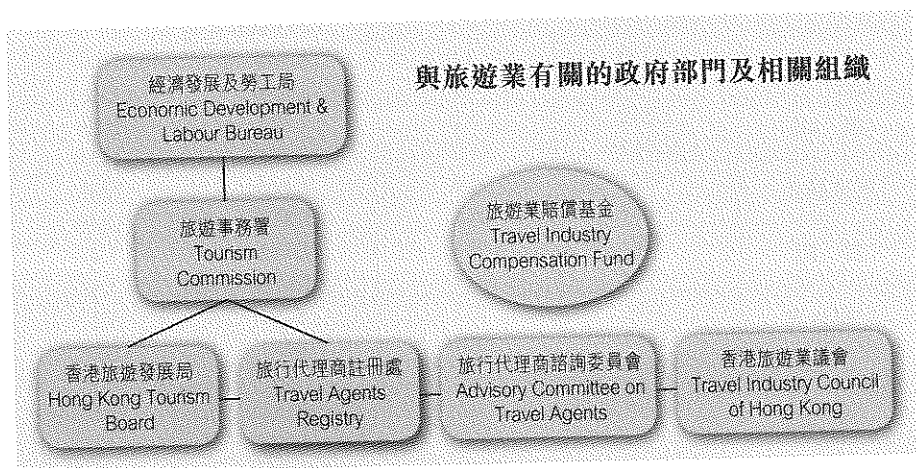 與旅遊業有關的政府部門及相關組織
經濟發展及勞工局
Economic Development &
Labour Bureau
旅遊事務署
Tourism
Commission
旅遊業賠償基金
Travel Industry
Compensation Fund
香港旅遊發展局
Hong Kong Tourism
Board
旅行代理商註冊處
Travel Agents
Registry
旅行代理商諮詢委員會
Advisory Committee on
Travel Agents
香港旅遊業議會
Travel Industry Council
of Hong Kong